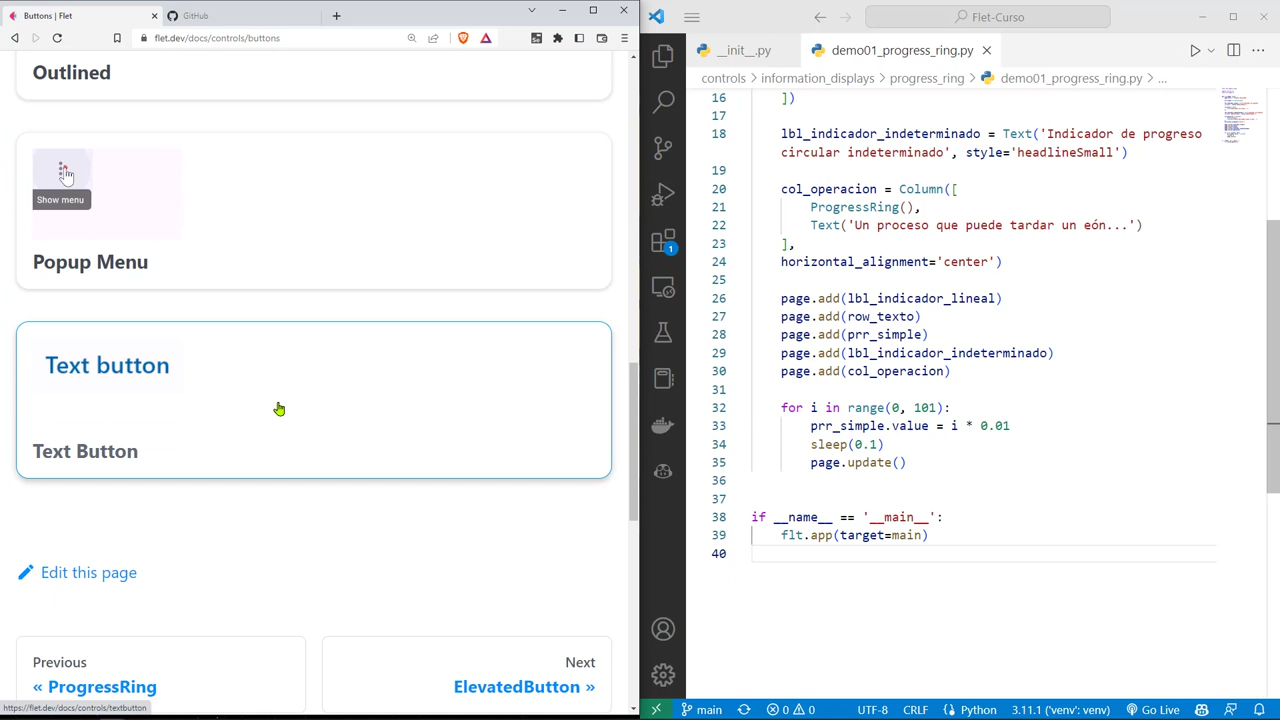 Buttons | Flet
GitHub
flet.dev/docs/controls/buttons
Outlined
Show menu
Popup Menu
Text button
Text Button
Edit this page
Previous
« ProgressRing
Next
ElevatedButton »
https://flet.dev/docs/controls/textbutton
Flet-Curso
__init__.py
demo01_progress_ring.py
controls > information_displays > progress_ring > demo01_progress_ring.py > ...
16 ])
17
18 lbl_indicador_indeterminado = Text('Indicador de progreso
circular indeterminado', style='headlineSmall')
19
20 col_operacion = Column([
21 ProgressRing(),
22 Text('Un proceso que puede tardar un eón...')
23 ],
24 horizontal_alignment='center')
25
26 page.add(lbl_indicador_lineal)
27 page.add(row_texto)
28 page.add(prr_simple)
29 page.add(lbl_indicador_indeterminado)
30 page.add(col_operacion)
31
32 for i in range(0, 101):
33 prr_simple.value = i * 0.01
34 sleep(0.1)
35 page.update()
36
37
38 if __name__ == '__main__':
39 flt.app(target=main)
40
1
main
0 0
UTF-8
CRLF
Python
3.11.1 ('venv': venv)
Go Live